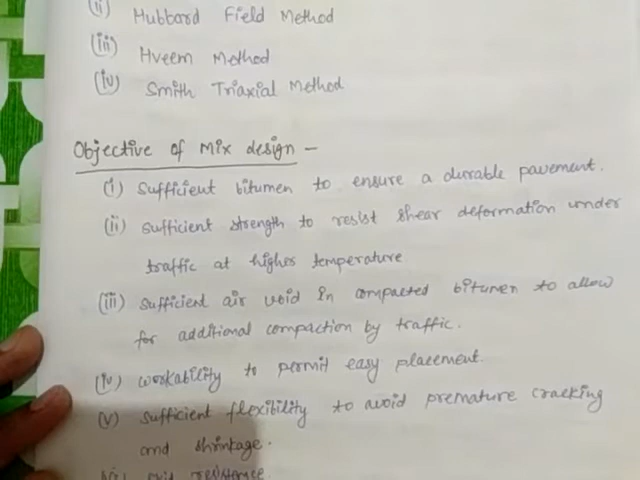 (ii) Hubbard Field Method
(iii) Hveem Method
(iv) Smith Triaxial Method
Objective of Mix design -
(i) sufficient bitumen to ensure a durable pavement.
(ii) sufficient strength to resist shear deformation under
traffic at higher temperature
(iii) sufficient air void in compacted bitumen to allow
for additional compaction by traffic.
(iv) workability to permit easy placement.
(v) sufficient flexibility to avoid premature cracking
and shrinkage.
resistance